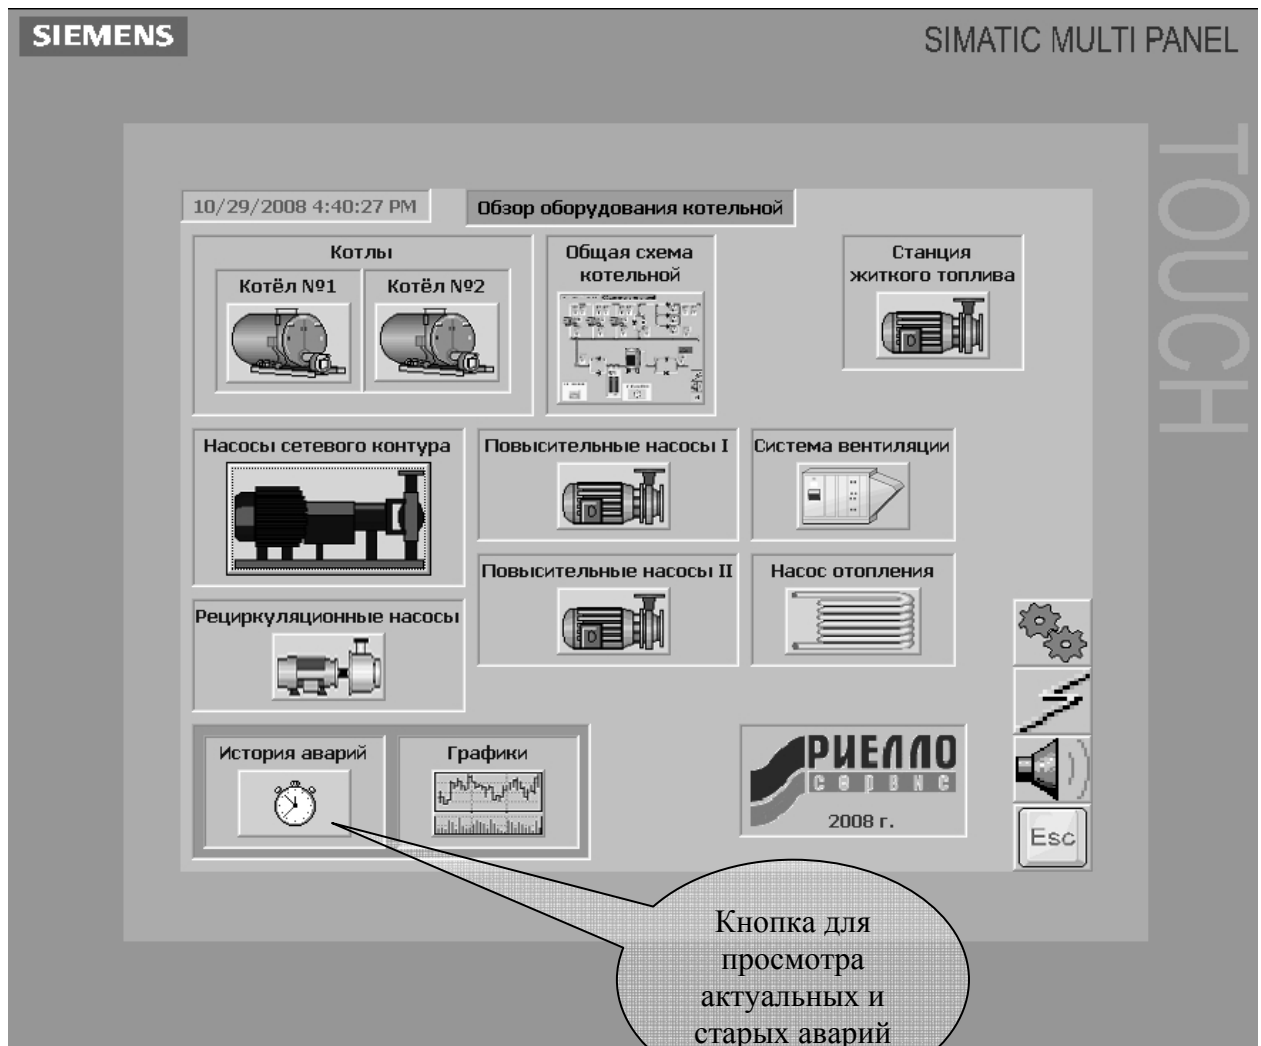 SIEMENS
SIMATIC MULTI PANEL
TOUCH
10/29/2008 4:40:27 PM
Обзор оборудования котельной
Котлы
Котёл №1
Котёл №2
Общая схема
котельной
Станция
житкого топлива
Насосы сетевого контура
Повысительные насосы I
Система вентиляции
Повысительные насосы II
Насос отопления
Рециркуляционные насосы
История аварий
Графики
РИЕЛЛО
сервис
2008 г.
Esc
Кнопка для
просмотра
актуальных и
старых аварий